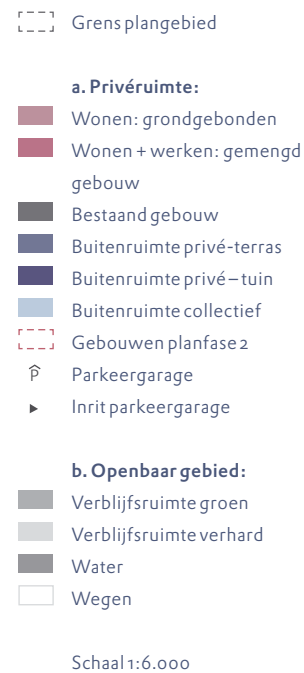 Grens plangebied
a. Privéruimte:
Wonen: grondgebonden
Wonen + werken: gemengd
gebouw
Bestaand gebouw
Buitenruimte privé-terras
Buitenruimte privé – tuin
Buitenruimte collectief
Gebouwen planfase 2
P Parkeergarage
Inrit parkeergarage
b. Openbaar gebied:
Verblijfsruimte groen
Verblijfsruimte verhard
Water
Wegen
Schaal 1:6.000